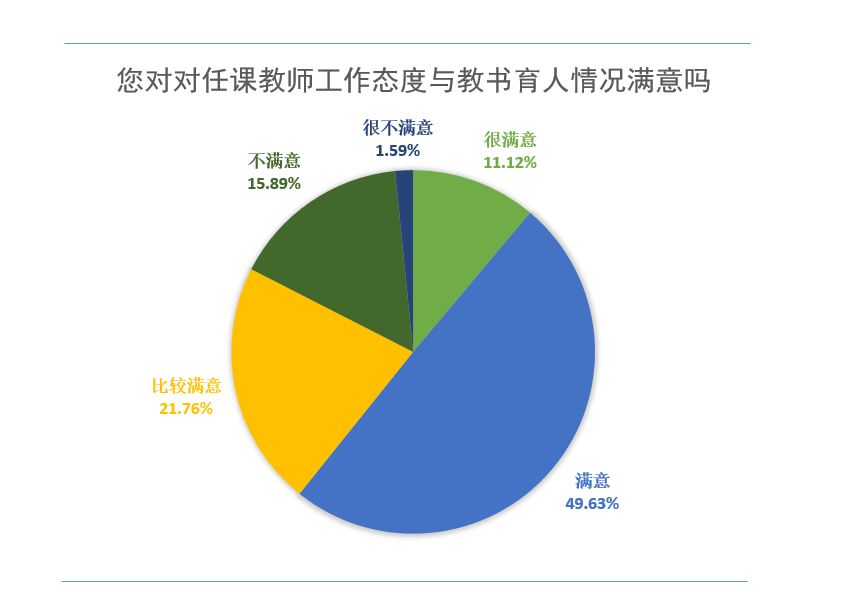 您对对任课教师工作态度与教书育人情况满意吗
很不满意
1.59%
很满意
11.12%
不满意
15.89%
比较满意
21.76%
满意
49.63%